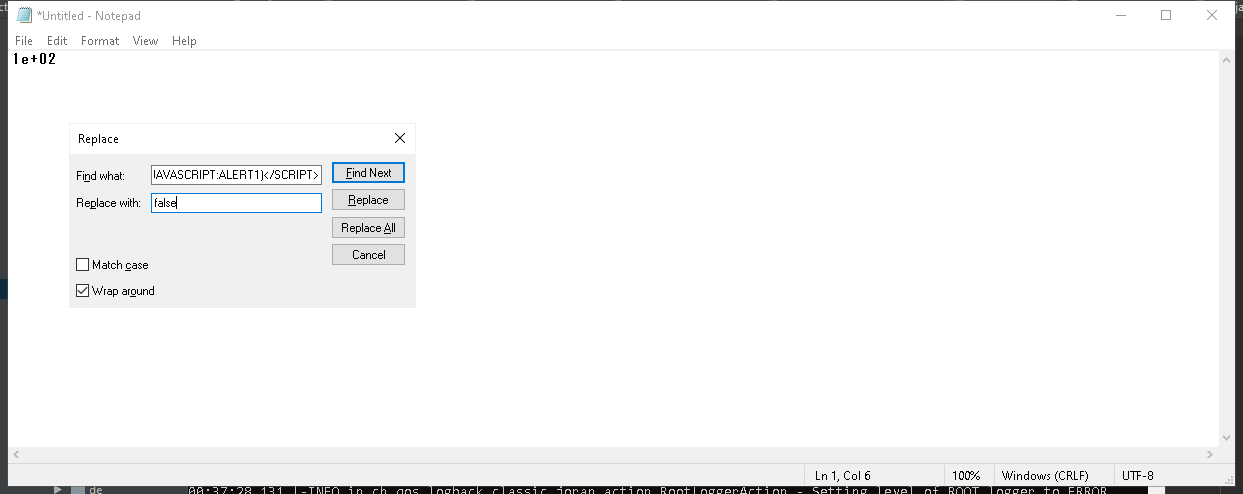 *Untitled - Notepad
File Edit Format View Help
1e+02
Replace
Find what: JAVASCRIPT:ALERT1)</SCRIPT> Find Next
Replace with: false Replace
Replace All
Cancel
Match case
Wrap around
Ln 1, Col 6 100% Windows (CRLF) UTF-8
de 00:37:28,131 |-INFO in ch.qos.logback.classic.joran.action.RootLoggerAction - Setting level of ROOT logger to ERROR